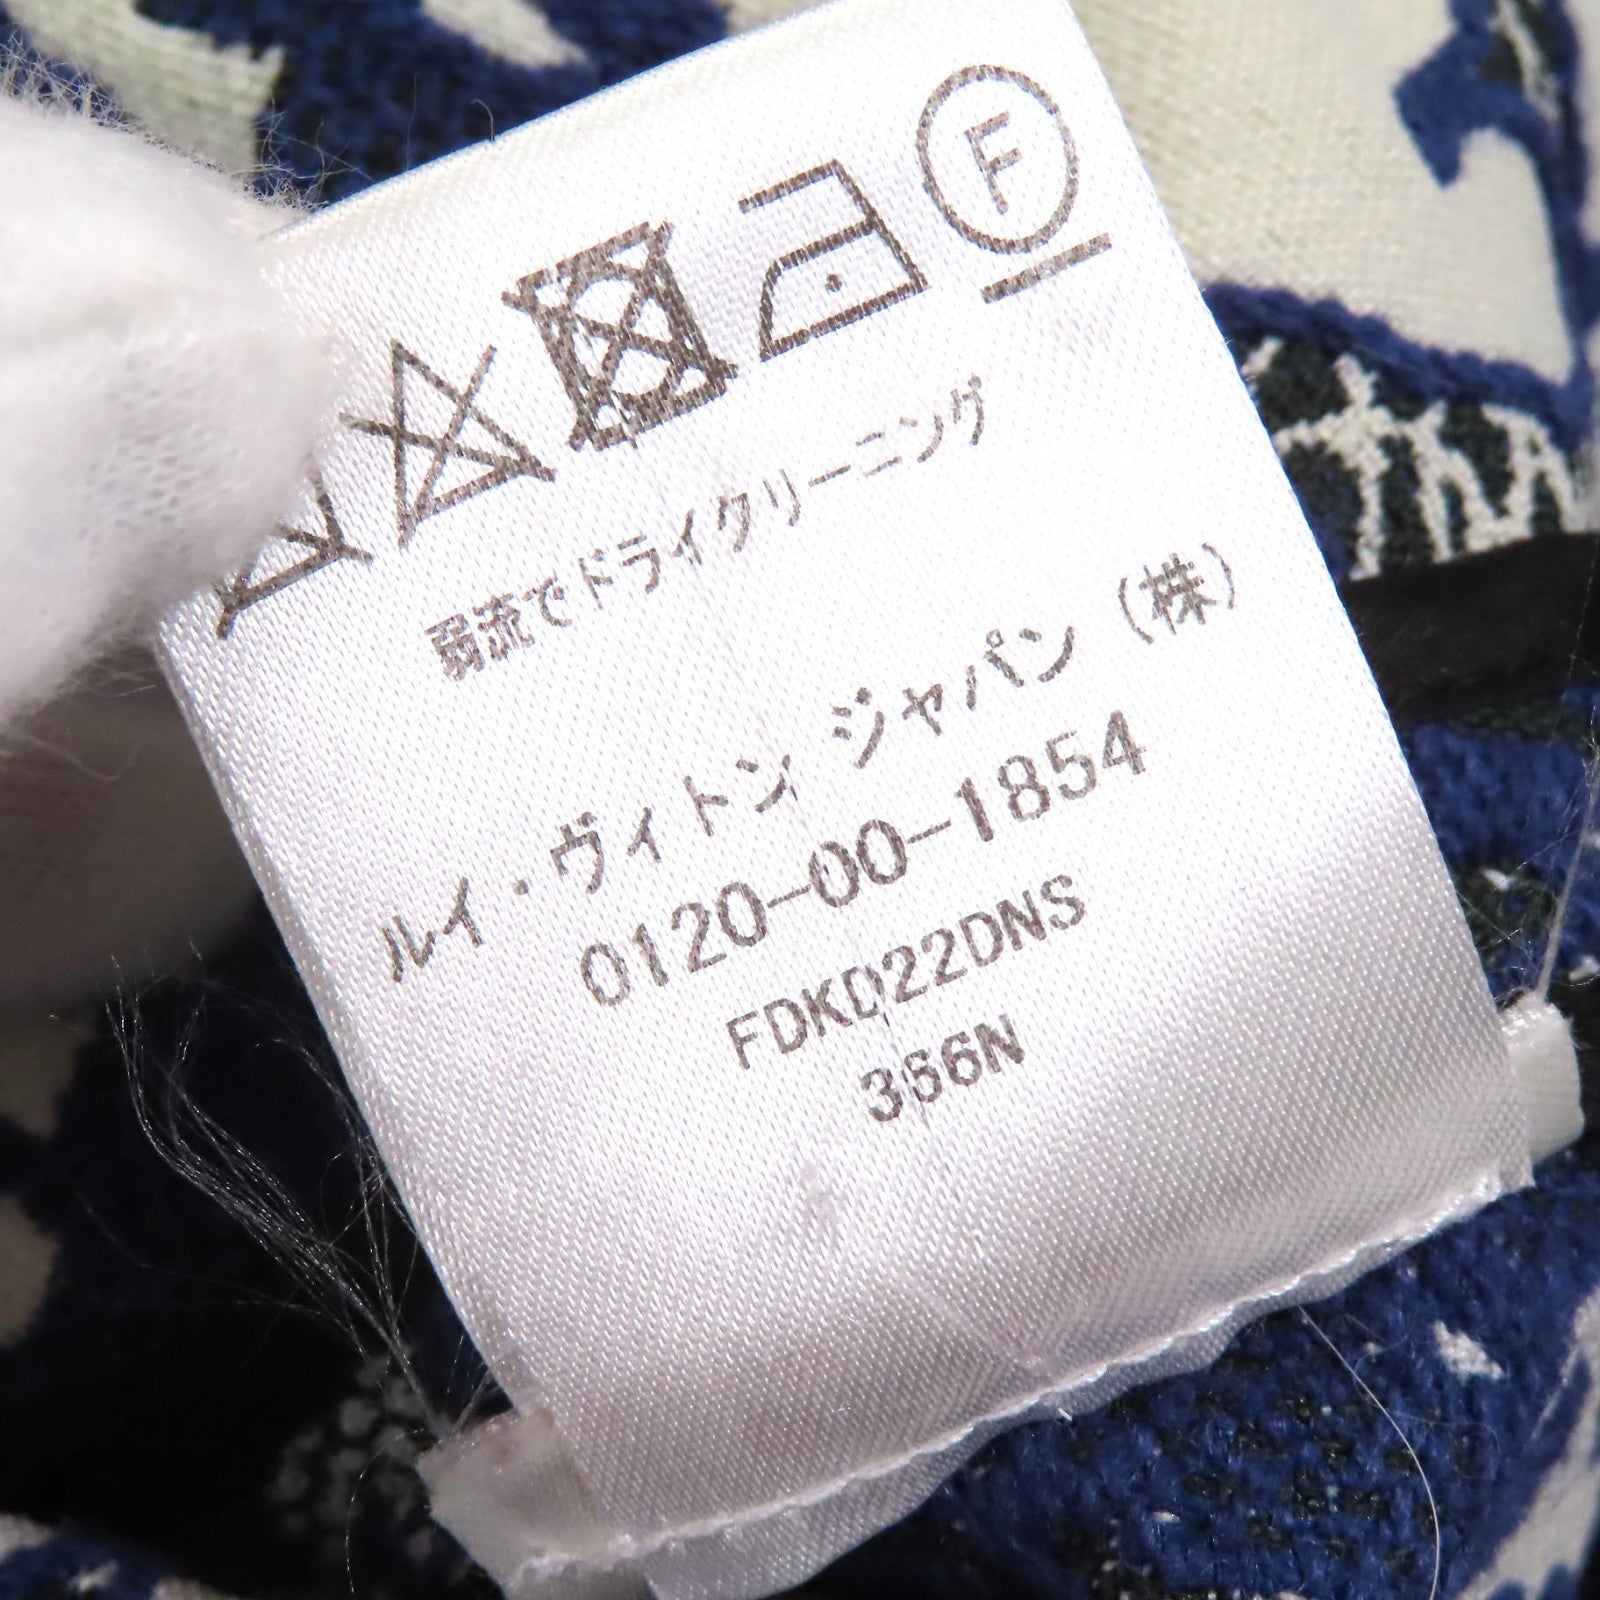 F
弱流でドライクリーニング
ルイ・ヴィトン ジャパン (株)
0120-00-1854
FDKD22DNS
366N